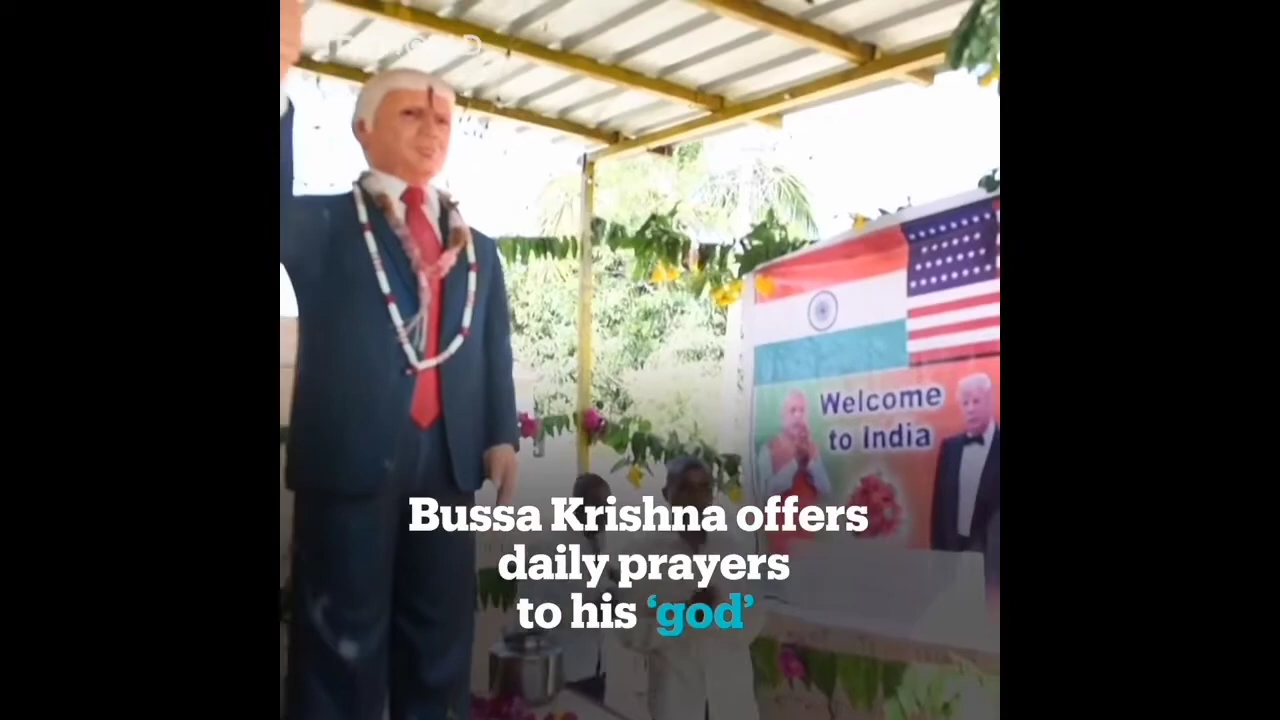 Welcome
to India
Bussa Krishna offers
daily prayers
to his ‘god’